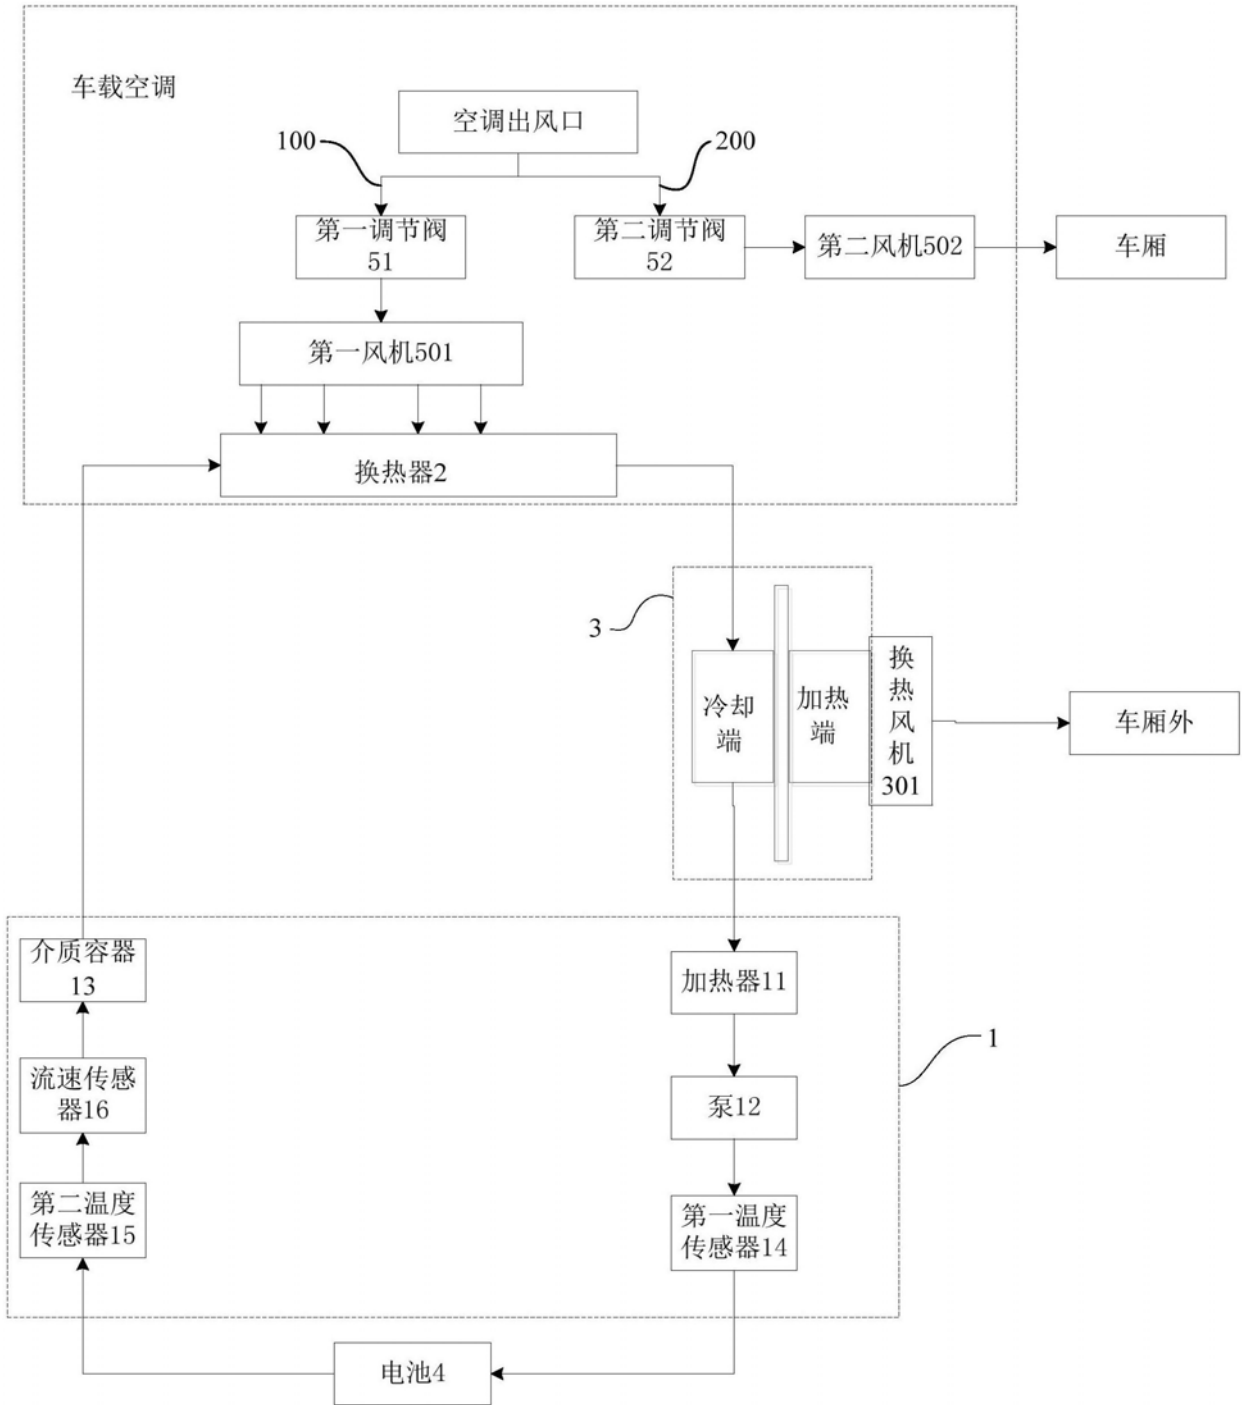 车载空调
空调出风口
100
200
第一调节阀
51
第二调节阀
52
第二风机502
车厢
第一风机501
换热器2
3
冷却
端
加热
端
换
热
风
机
301
车厢外
介质容器
13
加热器11
1
流速传感
器16
泵12
第二温度
传感器15
第一温度
传感器14
电池4